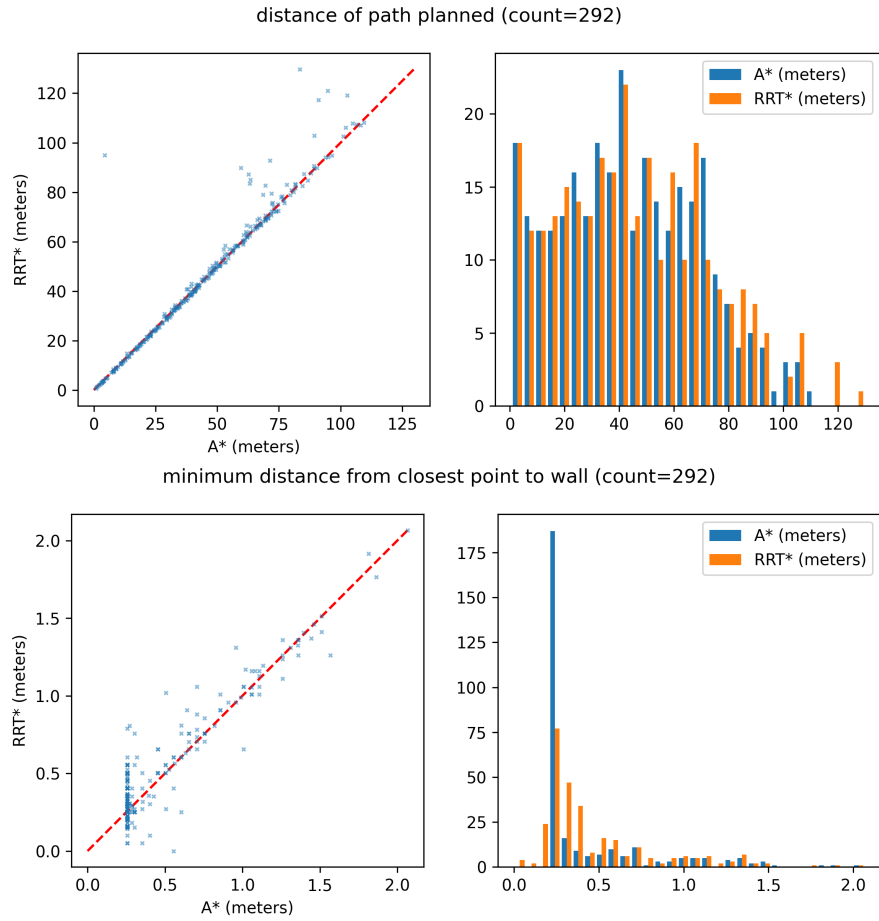 distance of path planned (count=292)
RRT* (meters)
120
100
80
60
40
20
0
0 25 50 75 100 125
A* (meters)
A* (meters)
RRT* (meters)
20
15
10
5
0
0 20 40 60 80 100 120
minimum distance from closest point to wall (count=292)
RRT* (meters)
2.0
1.5
1.0
0.5
0.0
0.0 0.5 1.0 1.5 2.0
A* (meters)
A* (meters)
RRT* (meters)
175
150
125
100
75
50
25
0
0.0 0.5 1.0 1.5 2.0